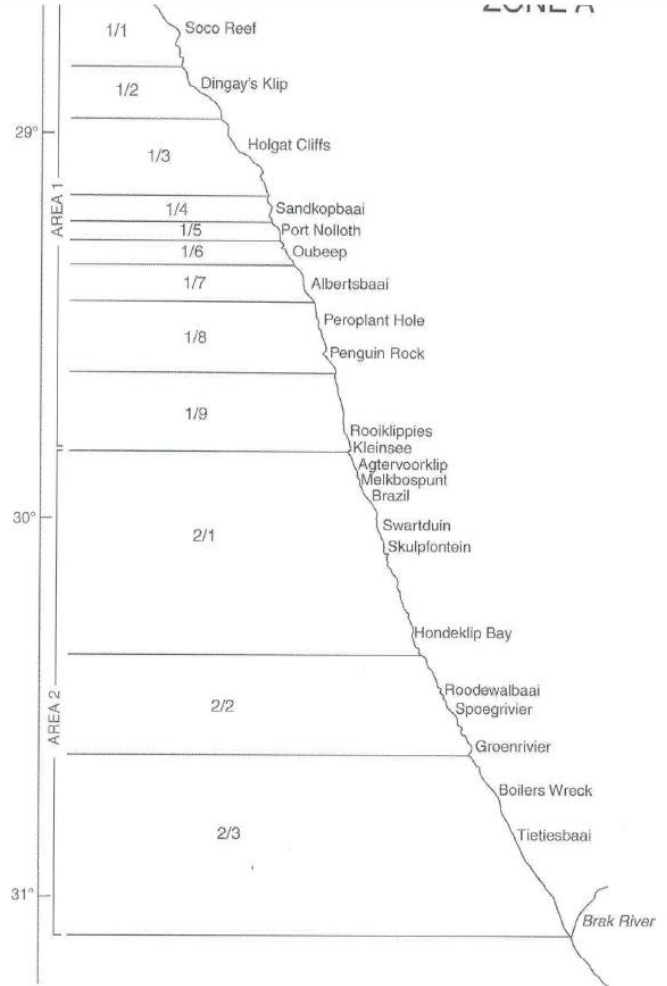 ZONE A
1/1
Soco Reef
1/2
Dingay's Klip
29°
1/3
Holgat Cliffs
AREA 1
1/4
Sandkopbaai
1/5
Port Nolloth
1/6
Oubeep
1/7
Albertsbaai
Peroplant Hole
1/8
Penguin Rock
1/9
Rooiklippies
Kleinsee
Agtervoorklip
Melkbospunt
Brazil
30°
Swartduin
2/1
Skulpfontein
Hondeklip Bay
Roodewalbaai
2/2
Spoegrivier
AREA 2
Groenrivier
Boilers Wreck
2/3
Tietiesbaai
31°
Brak River